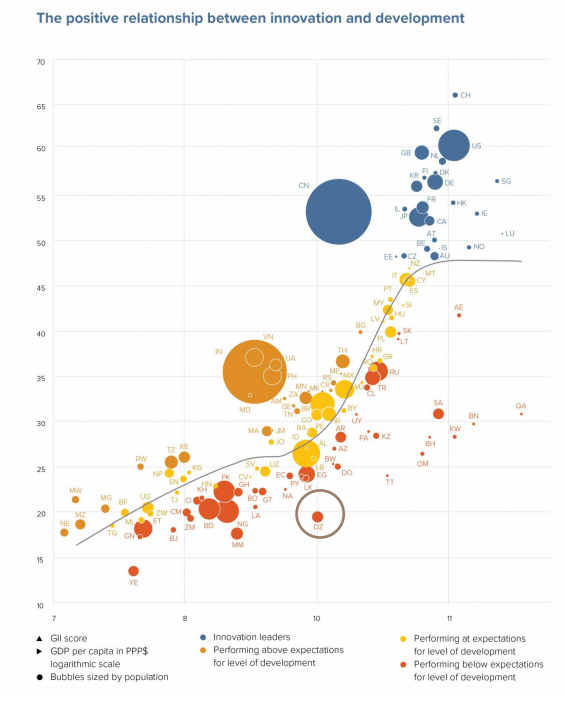 The positive relationship between innovation and development
70
65
60
55
50
45
40
35
30
25
20
15
10
7
8
10
11
CH
SE
US
GB
NL
FI
DK
KR
DE
SG
CN
FR
HK
IL
JP
IE
CA
AT
LU
BE
IS
NO
EE
CZ
AU
NZ
IT
MT
CY
ES
PT
MY
SI
HU
LV
AE
BG
PL
SK
LT
VN
IN
UA
TH
HR
GR
PH
ME
RU
RS
MX
MN
MK
CR
CL
TR
MD
AM
GE
TN
BR
BY
CO
IR
UY
SA
QA
BN
MA
JM
BA
PE
AR
PA
KR
KW
BH
JO
ID
AL
AZ
OM
TZ
KE
RW
NP
KG
SV
UZ
LB
BW
DO
SN
CV
EC
EG
TT
PK
GH
PY
LK
TJ
KH
HN
MW
MG
BF
UG
CI
BO
GT
NA
ZW
CM
BD
LA
NE
MZ
ML
ET
ZM
NG
DZ
TG
GN
BJ
MM
YE
GII score
GDP per capita in PPP$
logarithmic scale
Bubbles sized by population
Innovation leaders
Performing above expectations
for level of development
Performing at expectations
for level of development
Performing below expectations
for level of development